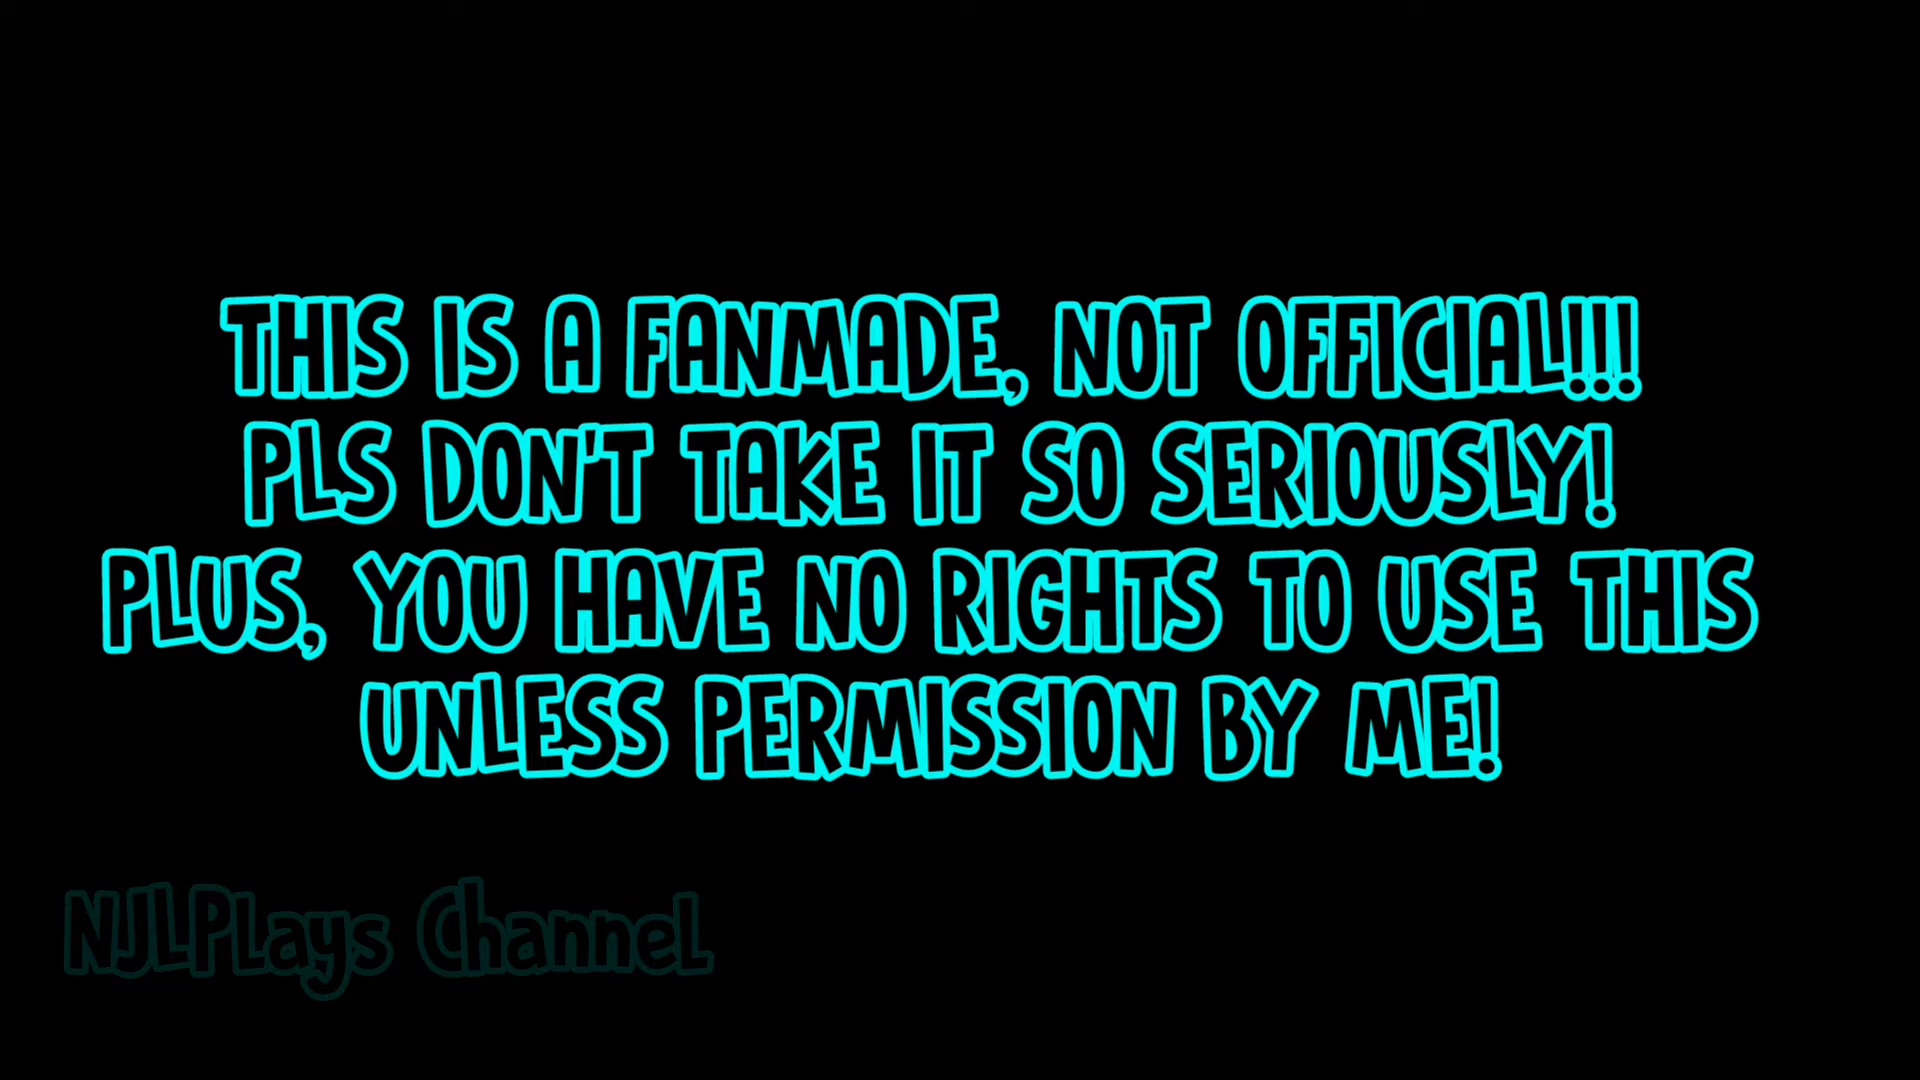 THIS IS A FANMADE, NOT OFFICIAL!!!
PLS DON'T TAKE IT SO SERIOUSLY!
PLUS, YOU HAVE NO RIGHTS TO USE THIS
UNLESS PERMISSION BY ME!
NJLPLays Channel